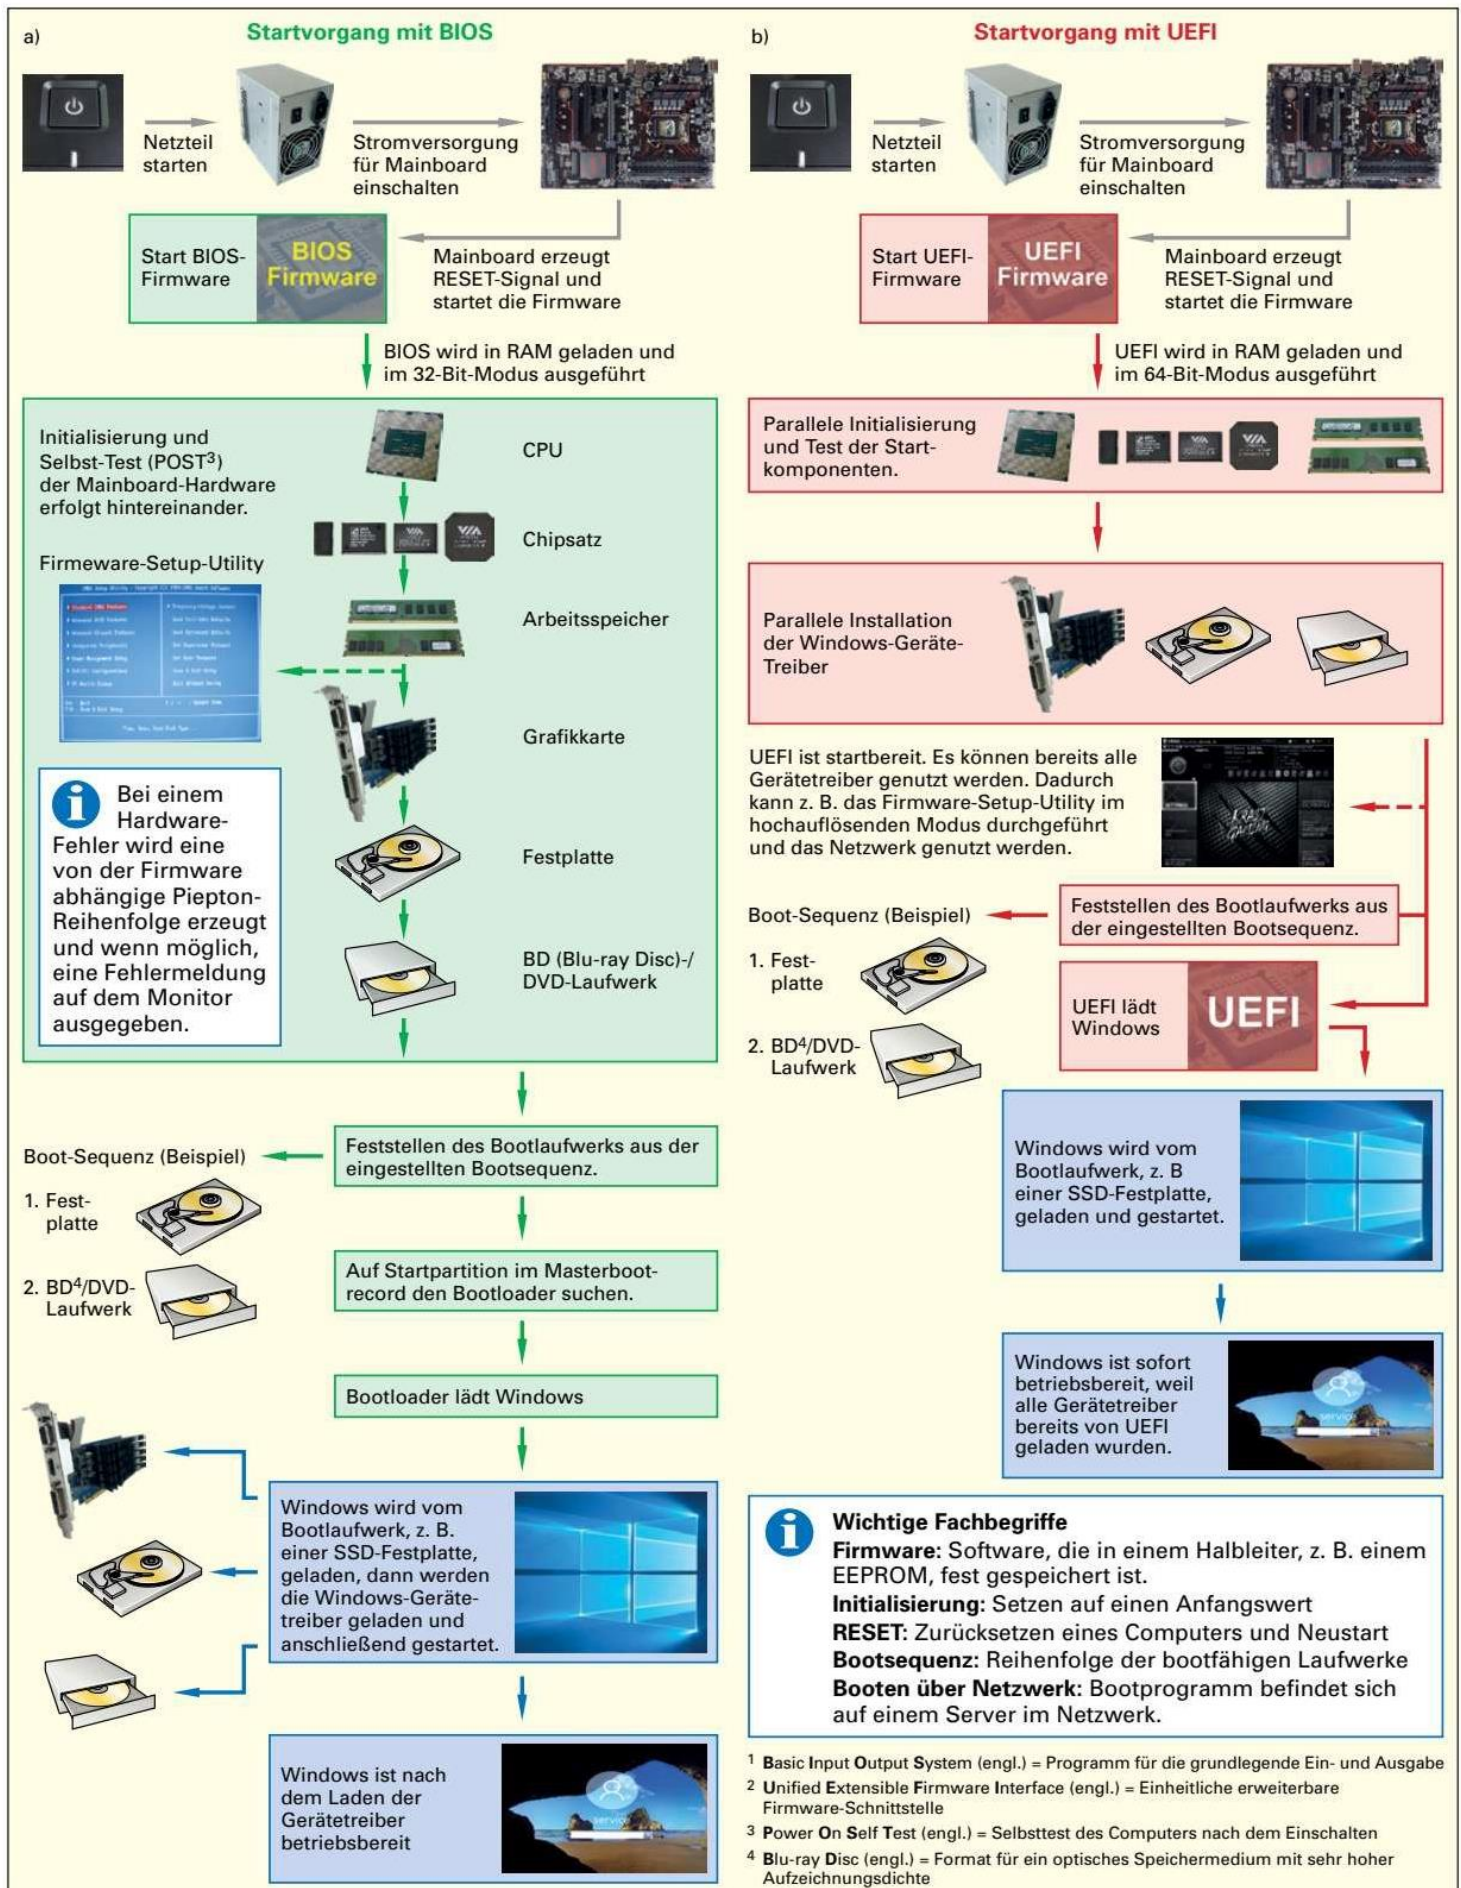 a)
Startvorgang mit BIOS
Netzteil
starten
Stromversorgung
für Mainboard
einschalten
Start BIOS-
Firmware
BIOS
Firmware
Mainboard erzeugt
RESET-Signal und
startet die Firmware
BIOS wird in RAM geladen und
im 32-Bit-Modus ausgeführt
Initialisierung und
Selbst-Test (POST³)
der Mainboard-Hardware
erfolgt hintereinander.
CPU
Chipsatz
VIA
VIA
Firmeware-Setup-Utility
Arbeitsspeicher
Grafikkarte
Bei einem
Hardware-
Fehler wird eine
von der Firmware
abhängige Piepton-
Reihenfolge erzeugt
und wenn möglich,
eine Fehlermeldung
auf dem Monitor
ausgegeben.
Festplatte
BD (Blu-ray Disc)-/
DVD-Laufwerk
Feststellen des Bootlaufwerks aus der
eingestellten Bootsequenz.
Boot-Sequenz (Beispiel)
1. Fest-
platte
2. BD⁴/DVD-
Laufwerk
Auf Startpartition im Masterboot-
record den Bootloader suchen.
Bootloader lädt Windows
Windows wird vom
Bootlaufwerk, z. B.
einer SSD-Festplatte,
geladen, dann werden
die Windows-Geräte-
treiber geladen und
anschließend gestartet.
Windows ist nach
dem Laden der
Gerätetreiber
betriebsbereit
service
b)
Startvorgang mit UEFI
Netzteil
starten
Stromversorgung
für Mainboard
einschalten
Start UEFI-
Firmware
UEFI
Firmware
Mainboard erzeugt
RESET-Signal und
startet die Firmware
UEFI wird in RAM geladen und
im 64-Bit-Modus ausgeführt
Parallele Initialisierung
und Test der Start-
komponenten.
VIA
VIA
Parallele Installation
der Windows-Geräte-
Treiber
UEFI ist startbereit. Es können bereits alle
Gerätetreiber genutzt werden. Dadurch
kann z. B. das Firmware-Setup-Utility im
hochauflösenden Modus durchgeführt
und das Netzwerk genutzt werden.
Feststellen des Bootlaufwerks aus
der eingestellten Bootsequenz.
Boot-Sequenz (Beispiel)
1. Fest-
platte
2. BD⁴/DVD-
Laufwerk
UEFI lädt
Windows
UEFI
Windows wird vom
Bootlaufwerk, z. B
einer SSD-Festplatte,
geladen und gestartet.
Windows ist sofort
betriebsbereit, weil
alle Gerätetreiber
bereits von UEFI
geladen wurden.
service
Wichtige Fachbegriffe
Firmware: Software, die in einem Halbleiter, z. B. einem
EEPROM, fest gespeichert ist.
Initialisierung: Setzen auf einen Anfangswert
RESET: Zurücksetzen eines Computers und Neustart
Bootsequenz: Reihenfolge der bootfähigen Laufwerke
Booten über Netzwerk: Bootprogramm befindet sich
auf einem Server im Netzwerk.
¹ Basic Input Output System (engl.) = Programm für die grundlegende Ein- und Ausgabe
² Unified Extensible Firmware Interface (engl.) = Einheitliche erweiterbare
Firmware-Schnittstelle
³ Power On Self Test (engl.) = Selbsttest des Computers nach dem Einschalten
⁴ Blu-ray Disc (engl.) = Format für ein optisches Speichermedium mit sehr hoher
Aufzeichnungsdichte